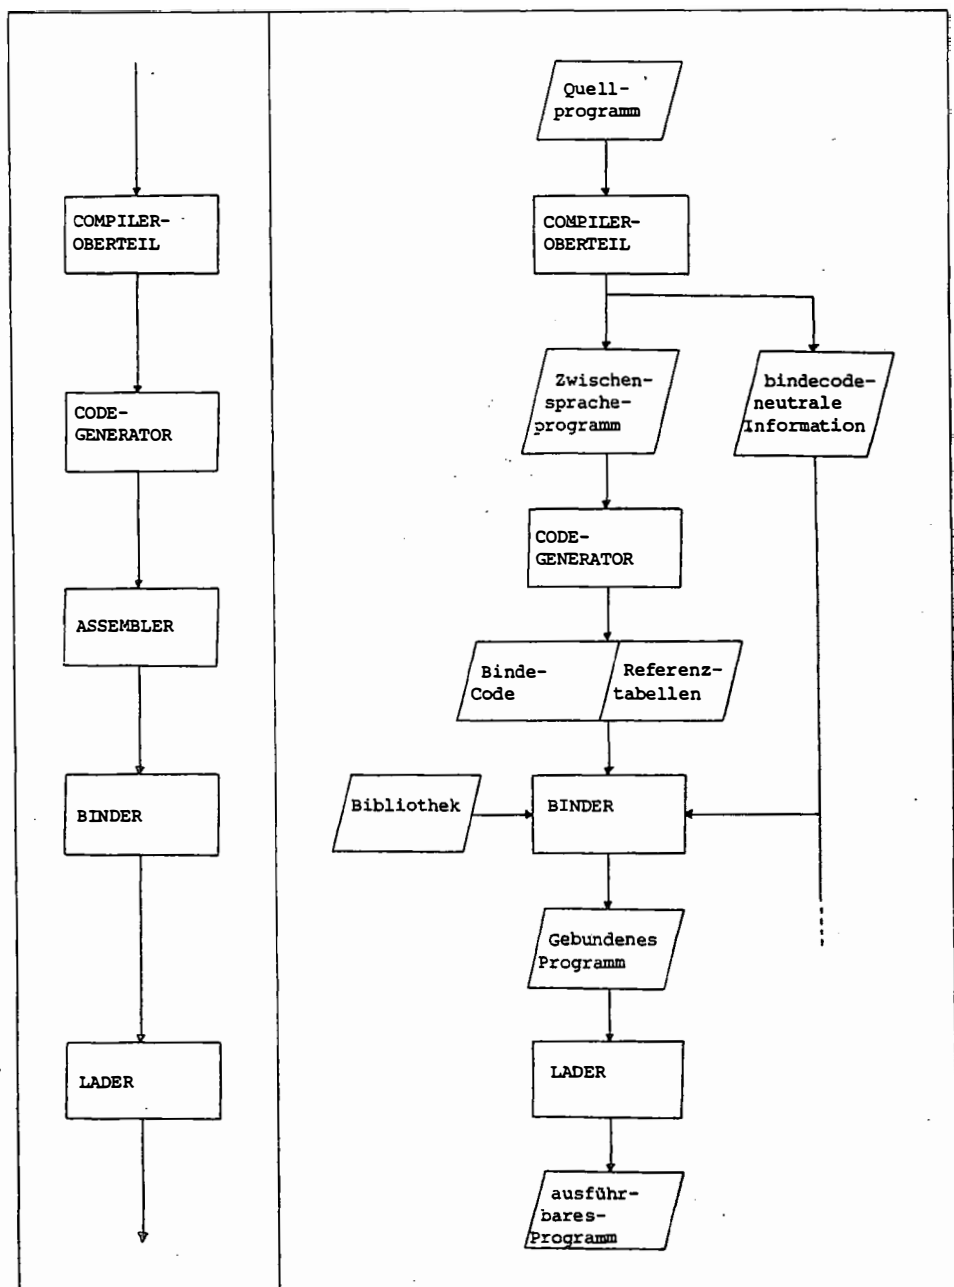 COMPILER-
OBERTEIL
CODE-
GENERATOR
ASSEMBLER
BINDER
LADER
Quell-
programm
COMPILER-
OBERTEIL
Zwischen-
sprache-
programm
bindecode-
neutrale
Information
CODE-
GENERATOR
Binde-
Code
Referenz-
tabellen
Bibliothek
BINDER
Gebundenes
Programm
LADER
ausführ-
bares-
Programm